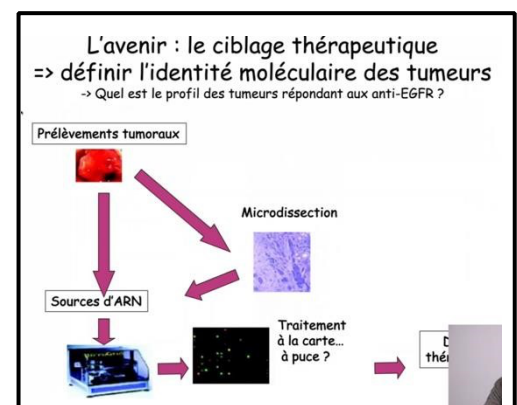 L'avenir : le ciblage thérapeutique
=> définir l'identité moléculaire des tumeurs
-> Quel est le profil des tumeurs répondant aux anti-EGFR ?
Prélèvements tumoraux
Microdissection
Sources d'ARN
Traitement
à la carte...
à puce ?